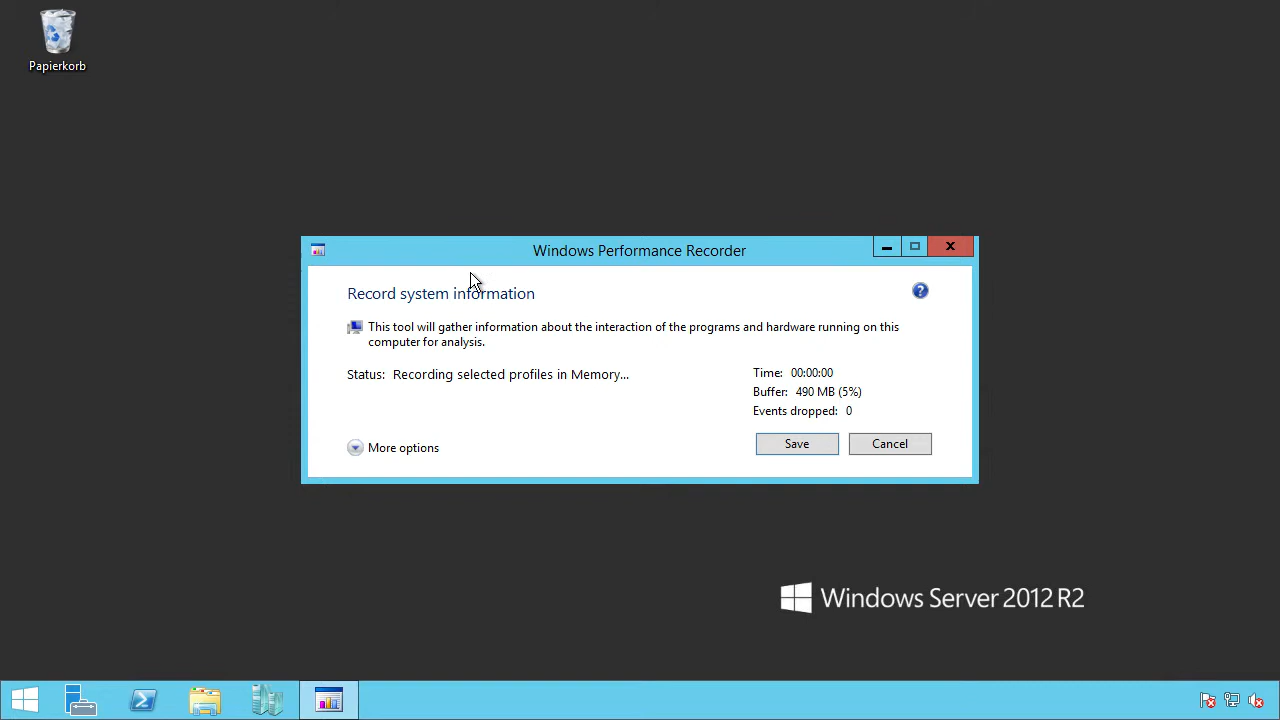 Papierkorb
Windows Performance Recorder
Record system information
This tool will gather information about the interaction of the programs and hardware running on this
computer for analysis.
Status: Recording selected profiles in Memory...
Time: 00:00:00
Buffer: 490 MB (5%)
Events dropped: 0
More options
Save
Cancel
Windows Server 2012 R2